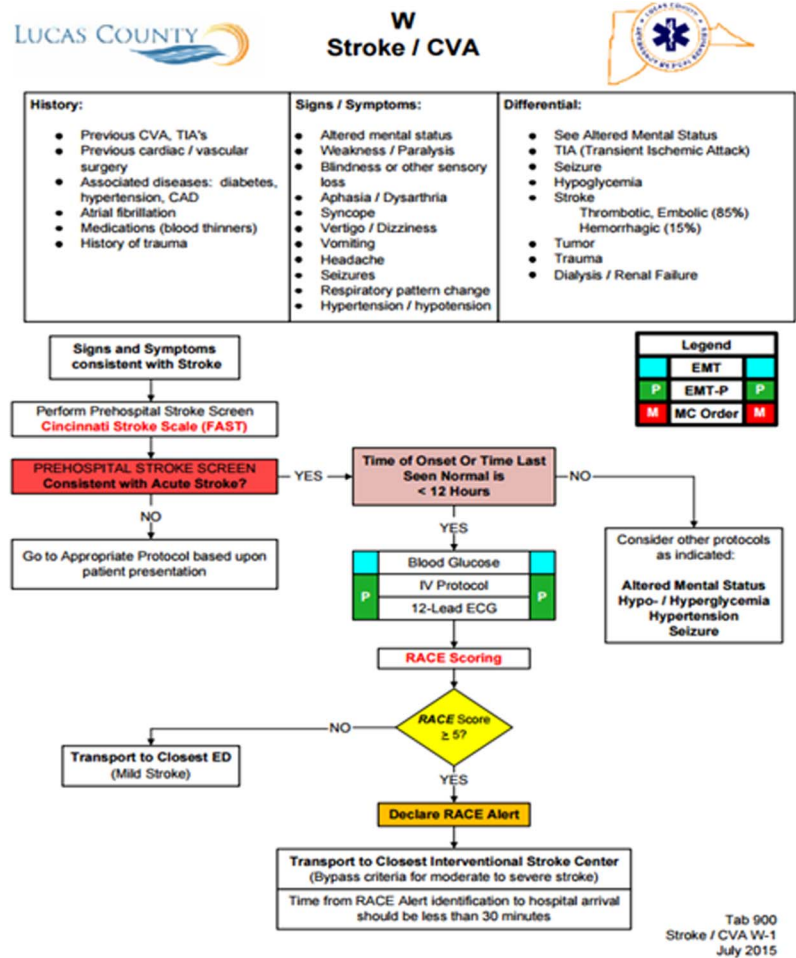 LUCAS COUNTY
W
Stroke / CVA
History:
Previous CVA, TIA's
Previous cardiac / vascular
surgery
Associated diseases: diabetes,
hypertension, CAD
Atrial fibrillation
Medications (blood thinners)
History of trauma
Signs / Symptoms:
Altered mental status
Weakness / Paralysis
Blindness or other sensory
loss
Aphasia / Dysarthria
Syncope
Vertigo / Dizziness
Vomiting
Headache
Seizures
Respiratory pattern change
Hypertension / hypotension
Differential:
See Altered Mental Status
TIA (Transient Ischemic Attack)
Seizure
Hypoglycemia
Stroke
Thrombotic, Embolic (85%)
Hemorrhagic (15%)
Tumor
Trauma
Dialysis / Renal Failure
Signs and Symptoms
consistent with Stroke
Legend
EMT
P EMT-P P
M MC Order M
Perform Prehospital Stroke Screen
Cincinnati Stroke Scale (FAST)
PREHOSPITAL STROKE SCREEN
Consistent with Acute Stroke?
YES
Time of Onset Or Time Last
Seen Normal is
< 12 Hours
NO
NO
YES
Go to Appropriate Protocol based upon
patient presentation
Consider other protocols
as indicated:
Altered Mental Status
Hypo- / Hyperglycemia
Hypertension
Seizure
Blood Glucose
P IV Protocol P
12-Lead ECG
RACE Scoring
RACE Score
≥ 5?
NO
Transport to Closest ED
(Mild Stroke)
YES
Declare RACE Alert
Transport to Closest Interventional Stroke Center
(Bypass criteria for moderate to severe stroke)
Time from RACE Alert identification to hospital arrival
should be less than 30 minutes
Tab 900
Stroke / CVA W-1
July 2015